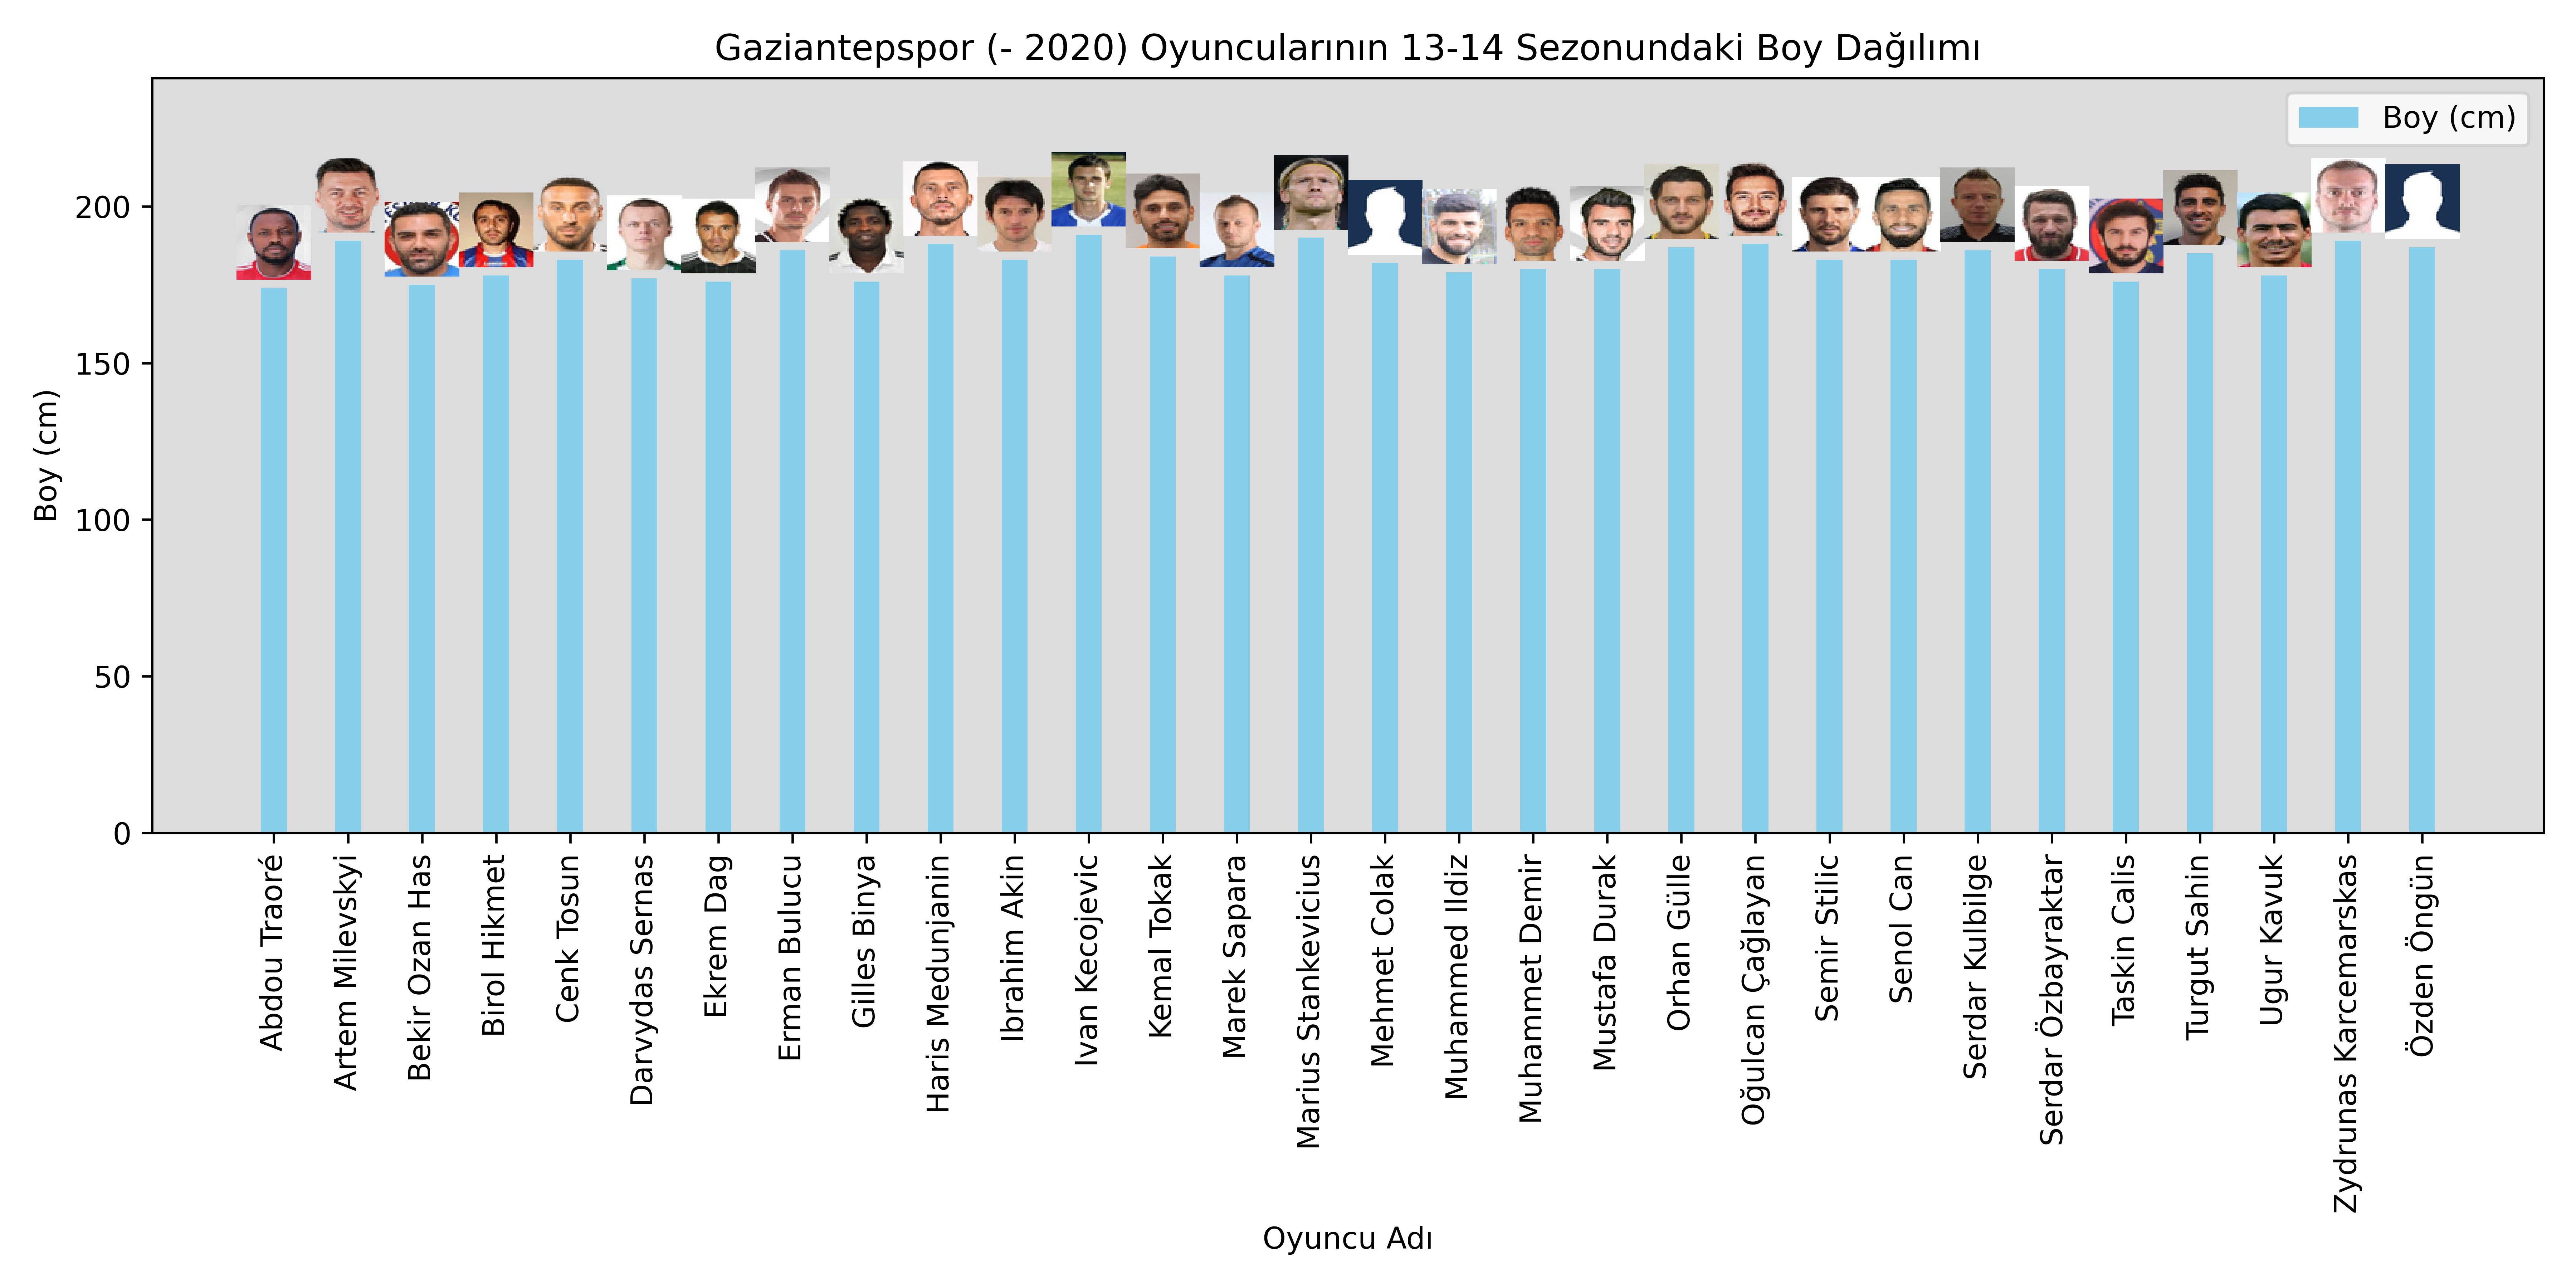 Gaziantepspor (- 2020) Oyuncularının 13-14 Sezonundaki Boy Dağılımı
Boy (cm)
Boy (cm)
200
150
100
50
0
Abdou Traoré
Artem Milevskyi
Bekir Ozan Has
Birol Hikmet
Cenk Tosun
Darvydas Sernas
Ekrem Dag
Erman Bulucu
Gilles Binya
Haris Medunjanin
Ibrahim Akin
Ivan Kecojevic
Kemal Tokak
Marek Sapara
Marius Stankevicius
Mehmet Colak
Muhammed Ildiz
Muhammet Demir
Mustafa Durak
Orhan Gülle
Oğulcan Çağlayan
Semir Stilic
Senol Can
Serdar Kulbilge
Serdar Özbayraktar
Taskin Calis
Turgut Sahin
Ugur Kavuk
Zydrunas Karcemarskas
Özden Öngün
Oyuncu Adı